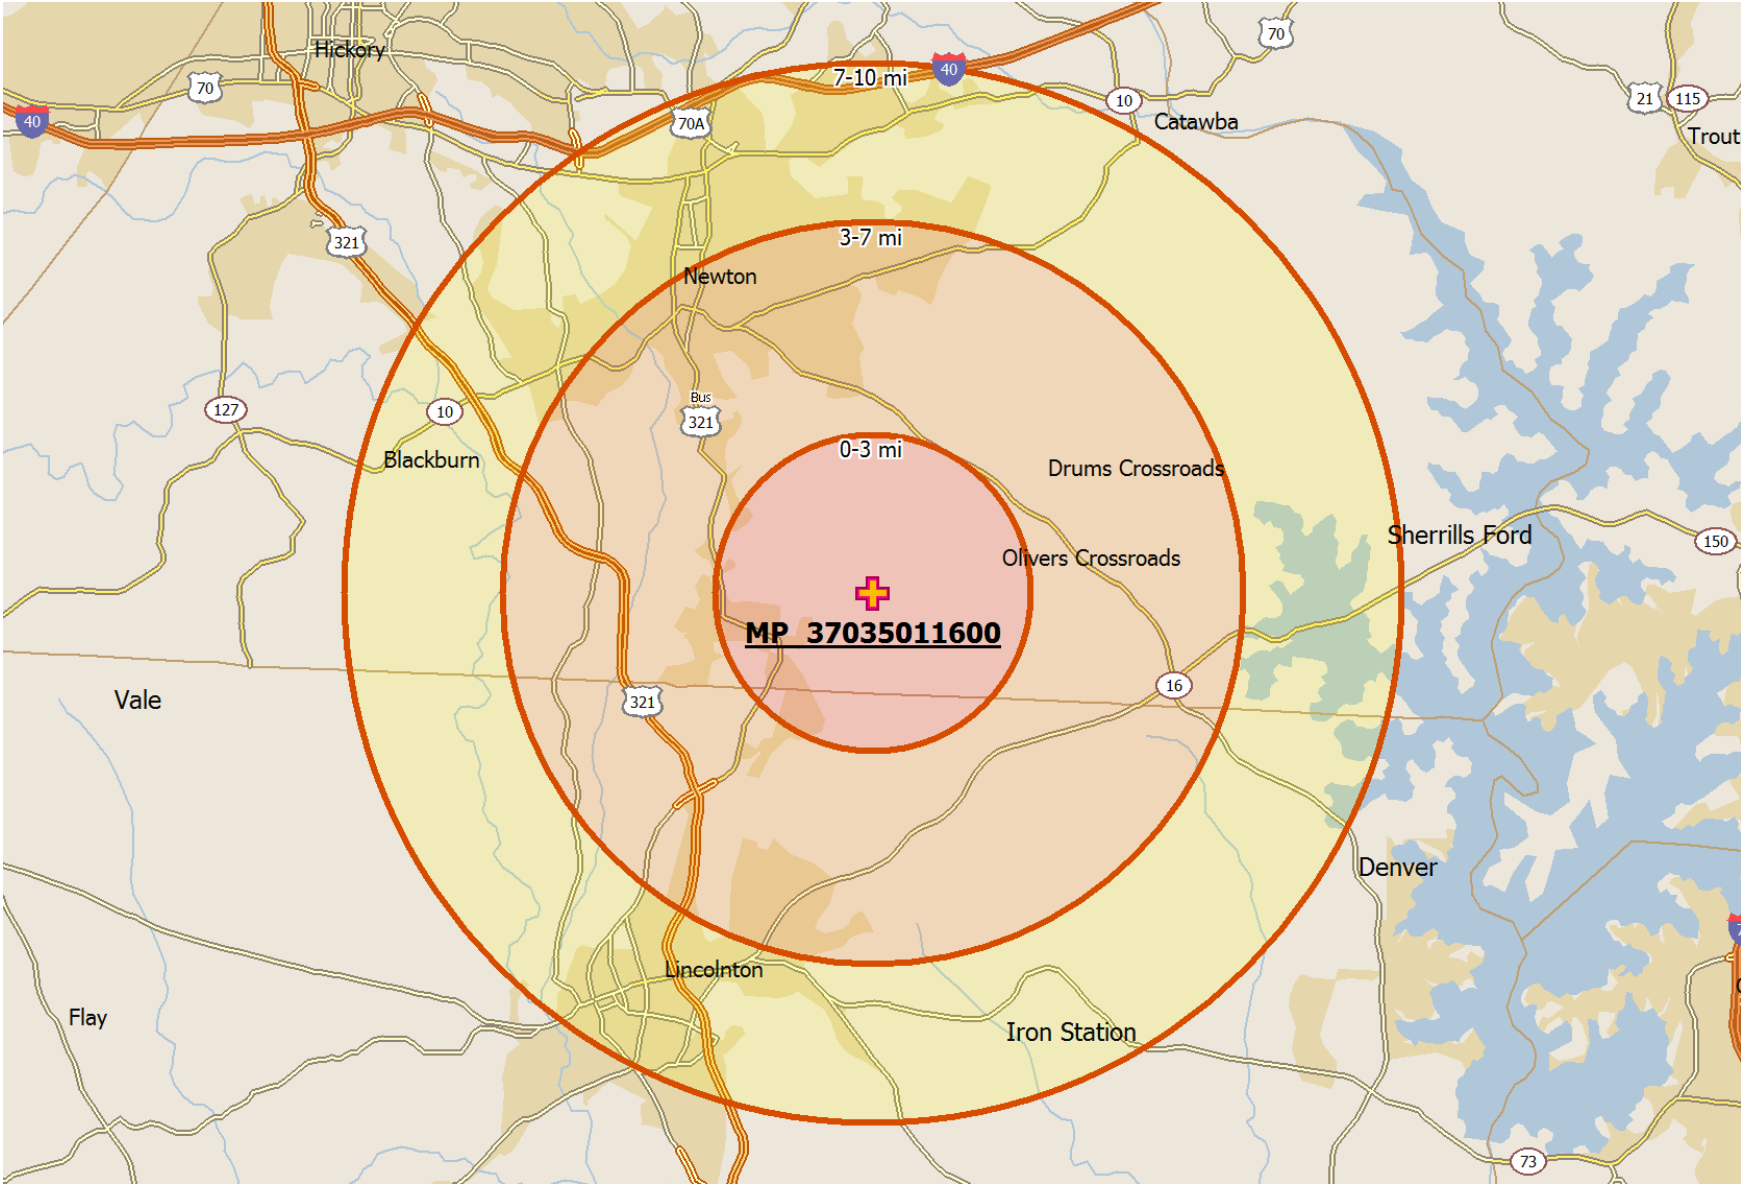 70
Hickory
7-10 mi
40
70
21
115
40
70A
10
Catawba
Trout
321
3-7 mi
Newton
127
10
Bus
321
0-3 mi
Blackburn
Drums Crossroads
Sherrills Ford
150
Olivers Crossroads
MP 37035011600
Vale
321
16
Denver
7
Lincolnton
Flay
Iron Station
73